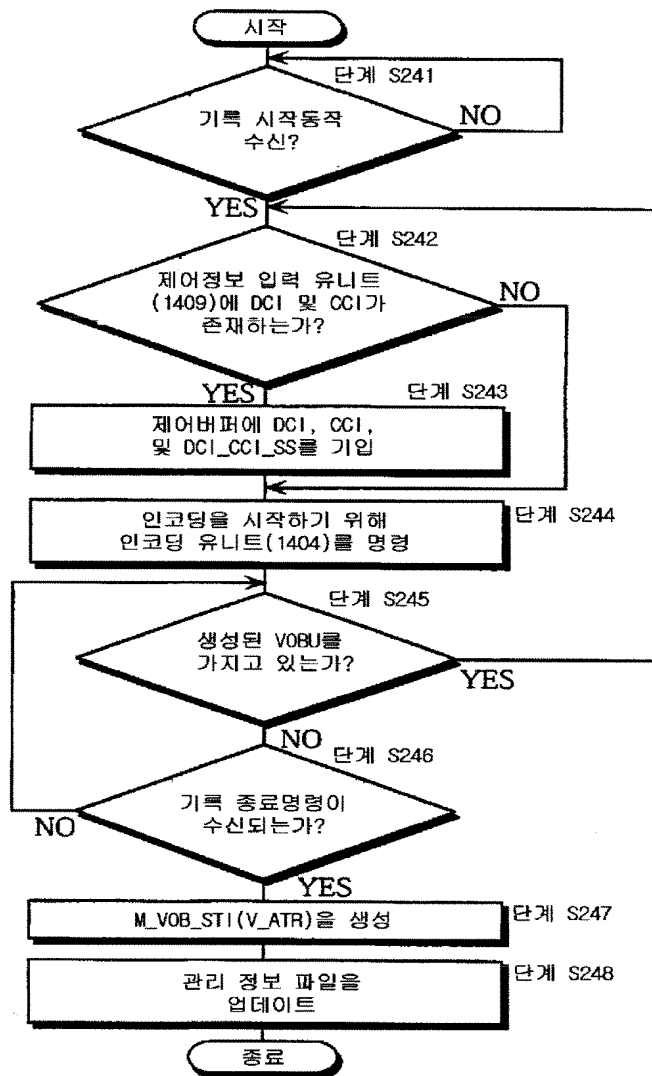 시작
단계 S241
기록 시작동작
수신?
NO
YES
단계 S242
제어정보 입력 유니트
(1409)에 DCI 및 CCI가
존재하는가?
NO
YES
단계 S243
제어버퍼에 DCI, CCI,
및 DCI_CCI_SS를 기입
인코딩을 시작하기 위해
인코딩 유니트(1404)를 명령
단계 S244
단계 S245
생성된 VOBU를
가지고 있는가?
YES
NO
단계 S246
기록 종료명령이
수신되는가?
NO
YES
M_VOB_STI(V_ATR)을 생성
단계 S247
관리 정보 파일을
업데이트
단계 S248
종료